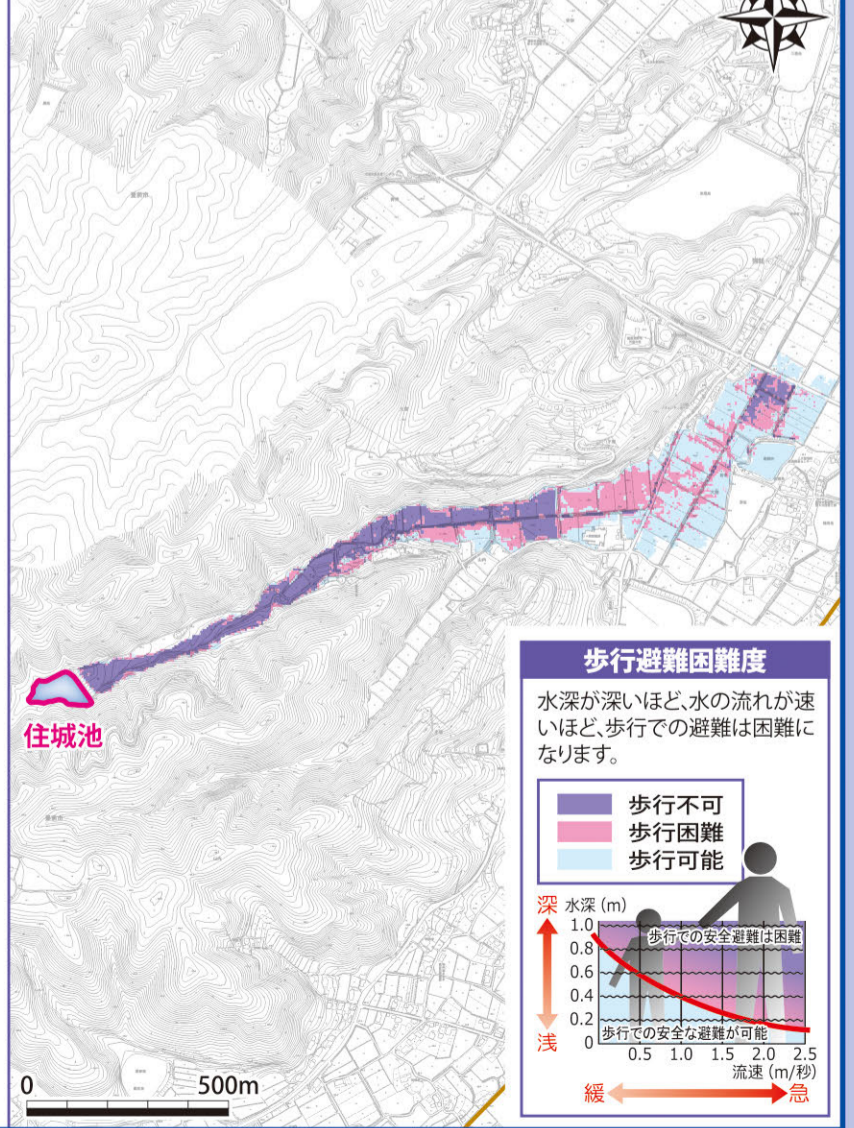 住城池
歩行避難困難度
水深が深いほど、水の流れが速
いほど、歩行での避難は困難に
なります。
歩行不可
歩行困難
歩行可能
深
水深 (m)
1.0
0.8
0.6
0.4
0.2
0
浅
歩行での安全避難は困難
歩行での安全な避難が可能
0.5 1.0 1.5 2.0 2.5
流速 (m/秒)
緩
急
0 500m